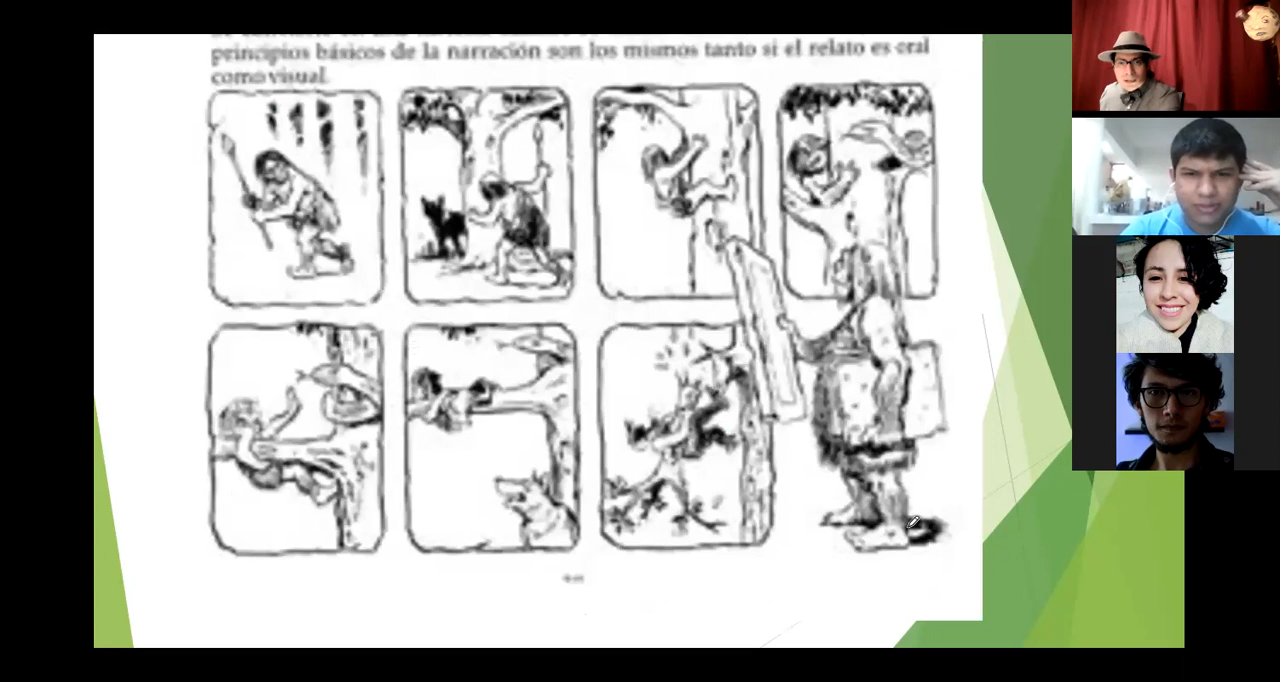 principios básicos de la narración son los mismos tanto si el relato es oral
como visual.